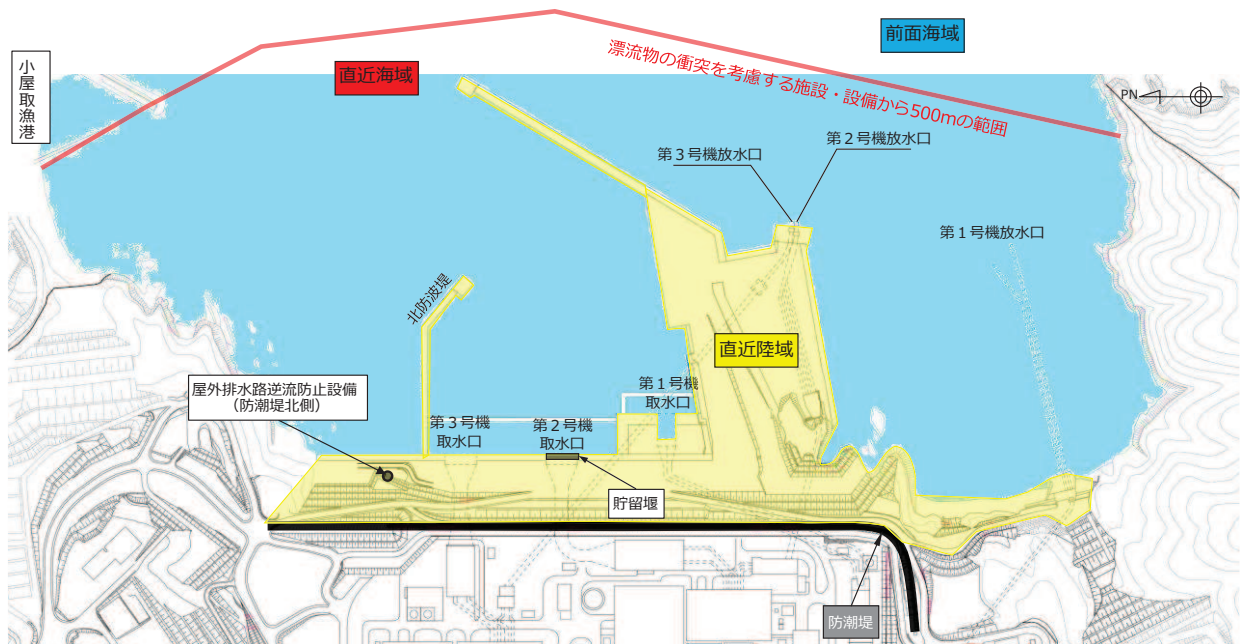 前面海域
小屋取漁港
直近海域
漂流物の衝突を考慮する施設・設備から500mの範囲
PN
第3号機放水口
第2号機放水口
第1号機放水口
北防波堤
直近陸域
屋外排水路逆流防止設備
(防潮堤北側)
第1号機
取水口
第3号機
取水口
第2号機
取水口
貯留堰
防潮堤